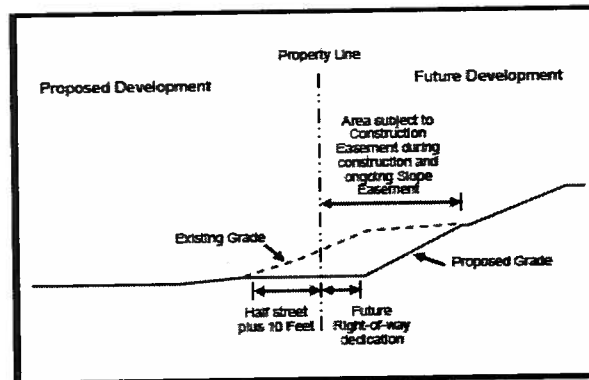 Property Line
Proposed Development
Future Development
Area subject to
Construction
Easement during
construction and
ongoing Slope
Easement
Existing Grade
Proposed Grade
Half street
plus 10 Feet
Future
Right-of-way
dedication